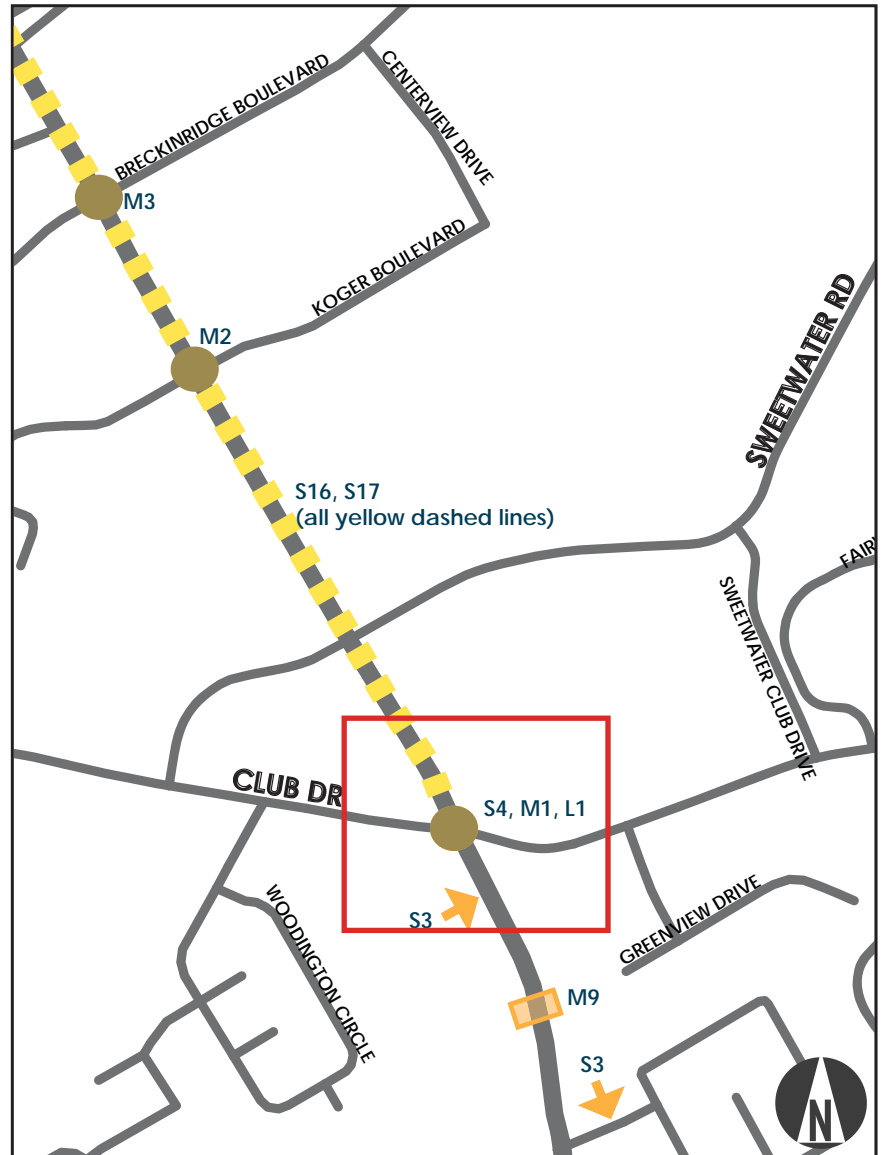 BRECKINRIDGE BOULEVARD
CENTERVIEW DRIVE
M3
KOGER BOULEVARD
M2
SWEETWATER RD
S16, S17
(all yellow dashed lines)
SWEETWATER CLUB DRIVE
CLUB DR
S4, M1, L1
S3
WOODINGTON CIRCLE
GREENVIEW DRIVE
M9
S3
N